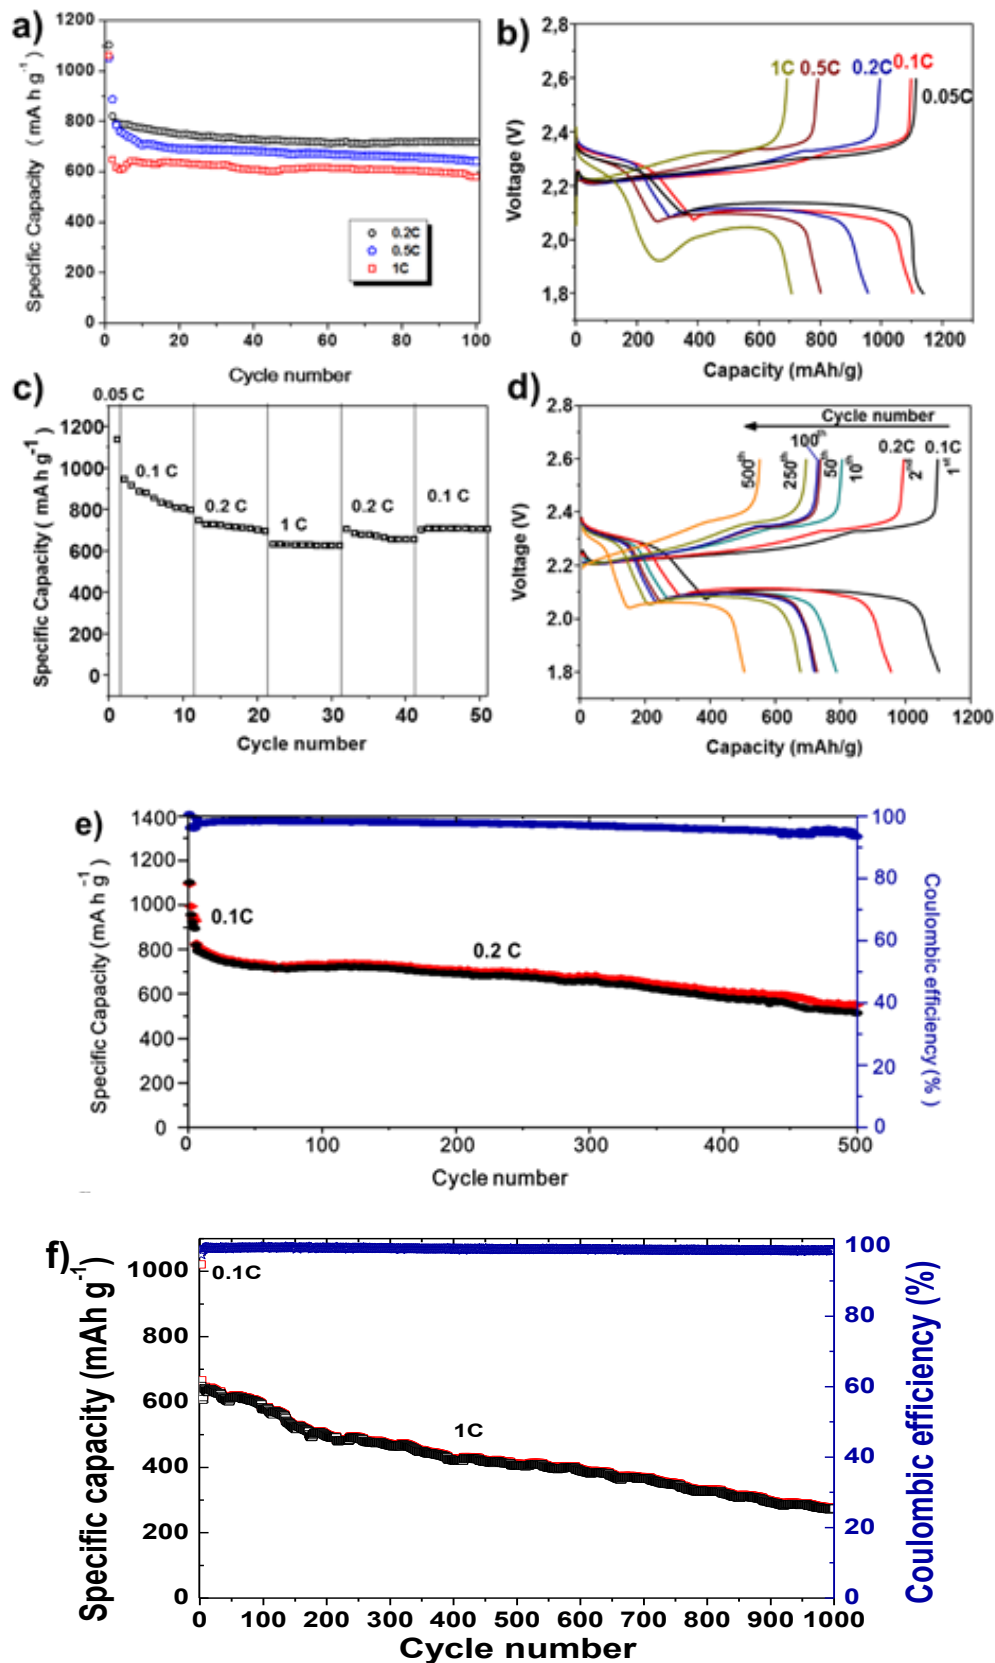 a)
1200
1000
800
600
400
200
0
0 20 40 60 80 100
Specific Capacity ( mA h g-1)
Cycle number
0.2C
0.5C
1C
b)
2,6
2,4
2,2
2,0
1,8
0 200 400 600 800 1000 1200
Voltage (V)
Capacity (mAh/g)
1C 0.5C 0.2C 0.1C
0.05C
c)
0.05 C
1200
1000
800
600
400
200
0
0 10 20 30 40 50
Specific Capacity ( mA h g-1)
Cycle number
0.1 C
0.2 C
1 C
0.2 C
0.1 C
d)
2.8
2.6
2.4
2.2
2.0
1.8
0 200 400 600 800 1000 1200
Voltage (V)
Capacity (mAh/g)
Cycle number
500th
250th
100th
50th
10th
0.2C
2nd
0.1C
1st
e)
1400
1200
1000
800
600
400
200
0
0 100 200 300 400 500
Specific Capacity (mA h g-1)
Cycle number
0.1C
0.2 C
100
80
60
40
20
0
Coulombic efficiency (% )
f)
1000
800
600
400
200
0
0 100 200 300 400 500 600 700 800 900 1000
Specific capacity (mAh g-1)
Cycle number
0.1C
1C
100
80
60
40
20
0
Coulombic efficiency (%)